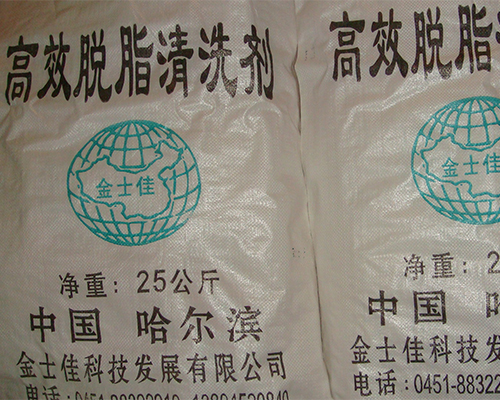 高效脱脂清洗剂
金士佳
净重：25公斤
中国 哈尔滨
金士佳科技发展有限公司
高效脱脂清
金士佳
净重：2
中国
金士佳科技发
电话：0451-8832